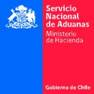 Servicio
Nacional
de Aduanas
Ministerio
de Hacienda
Gobierno de Chile